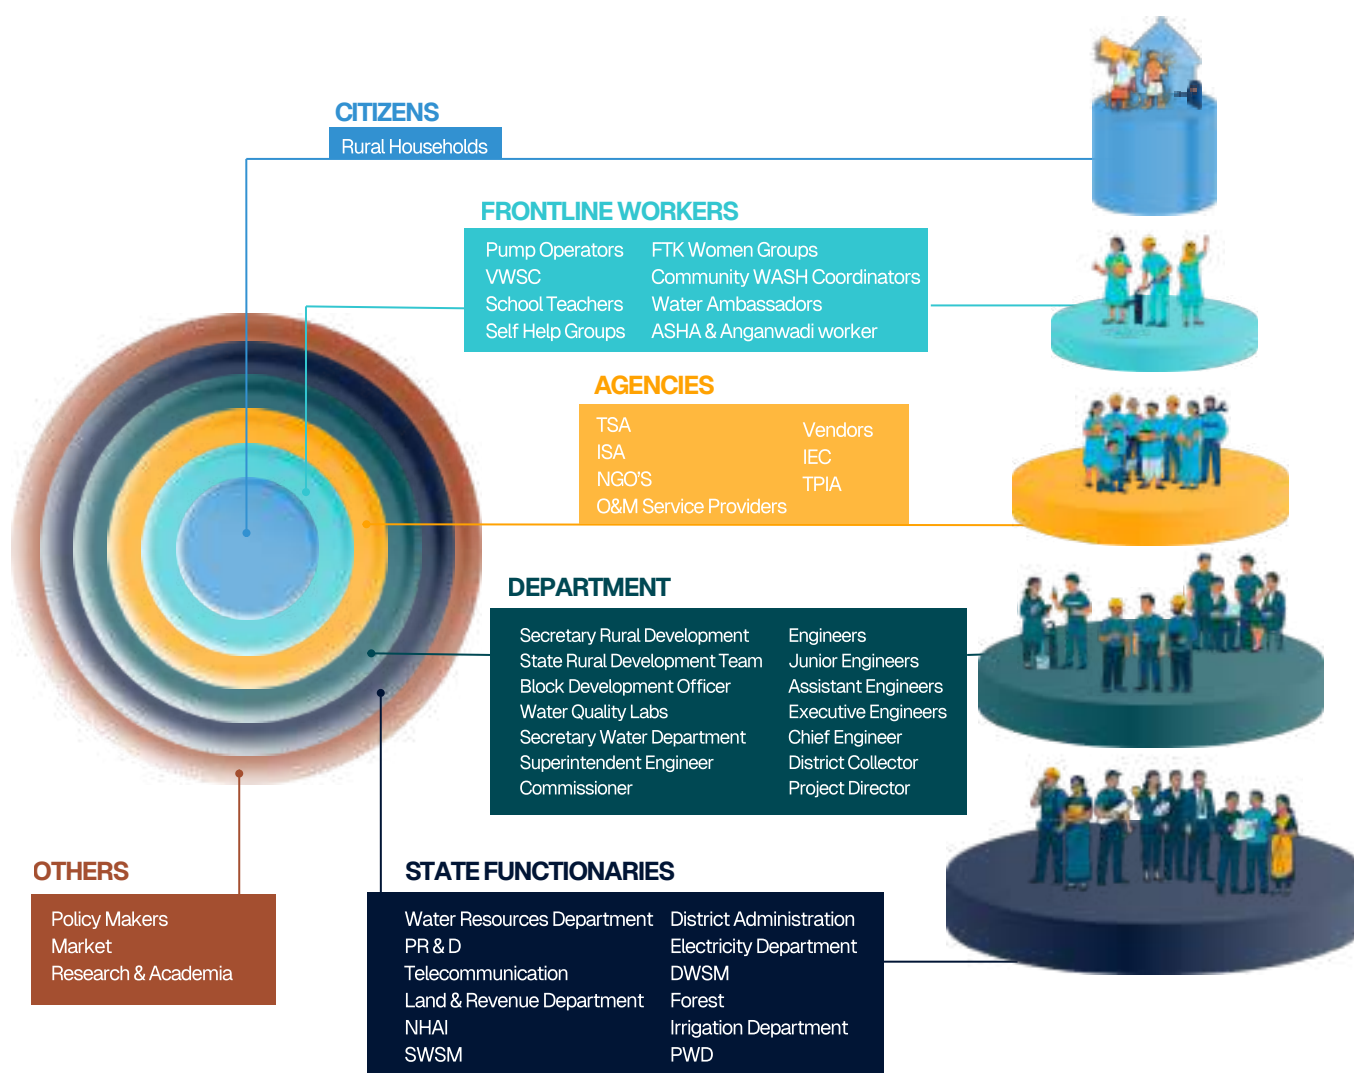 CITIZENS
Rural Households
FRONTLINE WORKERS
Pump Operators
VWSC
School Teachers
Self Help Groups
FTK Women Groups
Community WASH Coordinators
Water Ambassadors
ASHA & Anganwadi worker
AGENCIES
TSA
ISA
NGO'S
O&M Service Providers
Vendors
IEC
TPIA
DEPARTMENT
Secretary Rural Development
State Rural Development Team
Block Development Officer
Water Quality Labs
Secretary Water Department
Superintendent Engineer
Commissioner
Engineers
Junior Engineers
Assistant Engineers
Executive Engineers
Chief Engineer
District Collector
Project Director
OTHERS
Policy Makers
Market
Research & Academia
STATE FUNCTIONARIES
Water Resources Department
PR & D
Telecommunication
Land & Revenue Department
NHAI
SWSM
District Administration
Electricity Department
DWSM
Forest
Irrigation Department
PWD